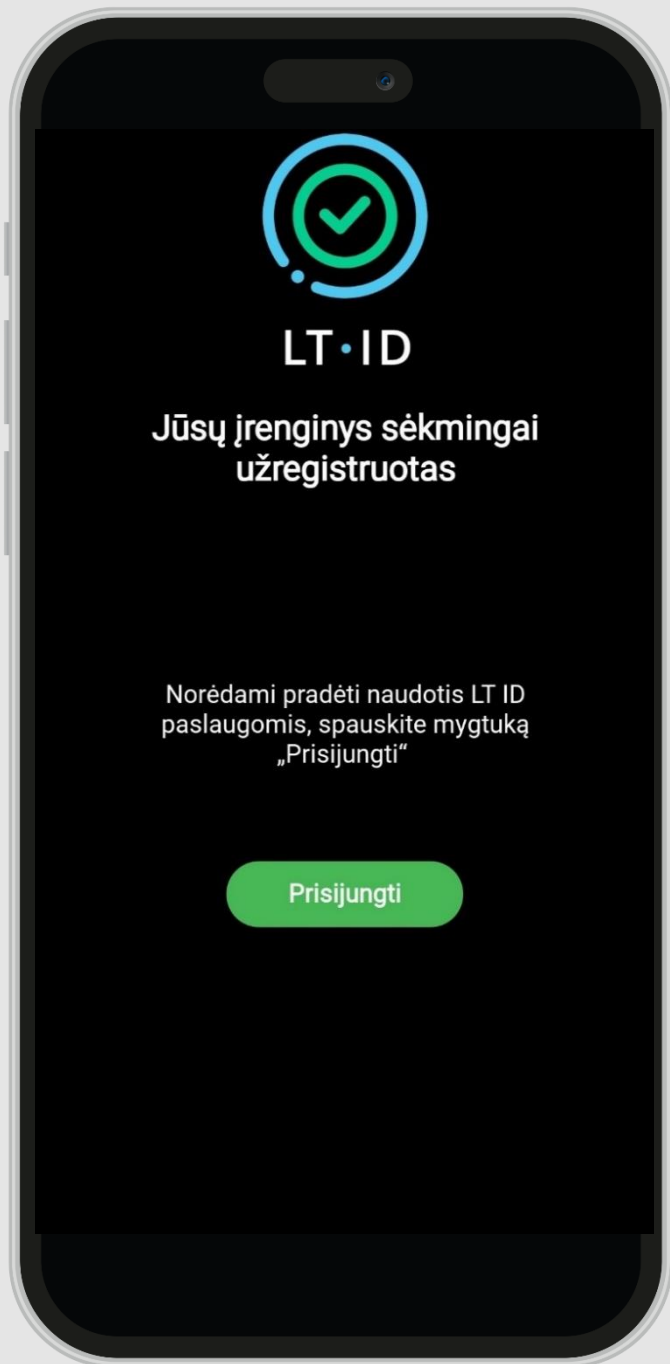 LT·ID
Jūsų įrenginys sėkmingai
užregistruotas
Norėdami pradėti naudotis LT ID
paslaugomis, spauskite mygtuką
„Prisijungti“
Prisijungti